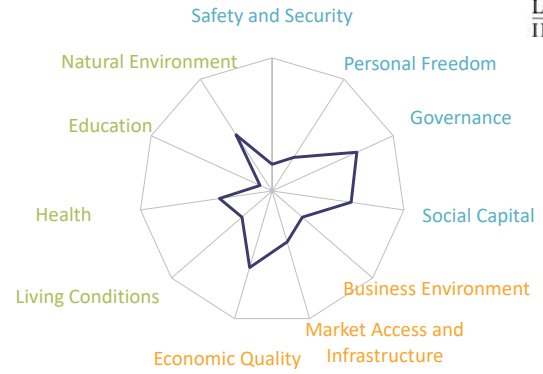 Safety and Security
Natural Environment
Personal Freedom
Education
Governance
Health
Social Capital
Living Conditions
Business Environment
Market Access and
Infrastructure
Economic Quality